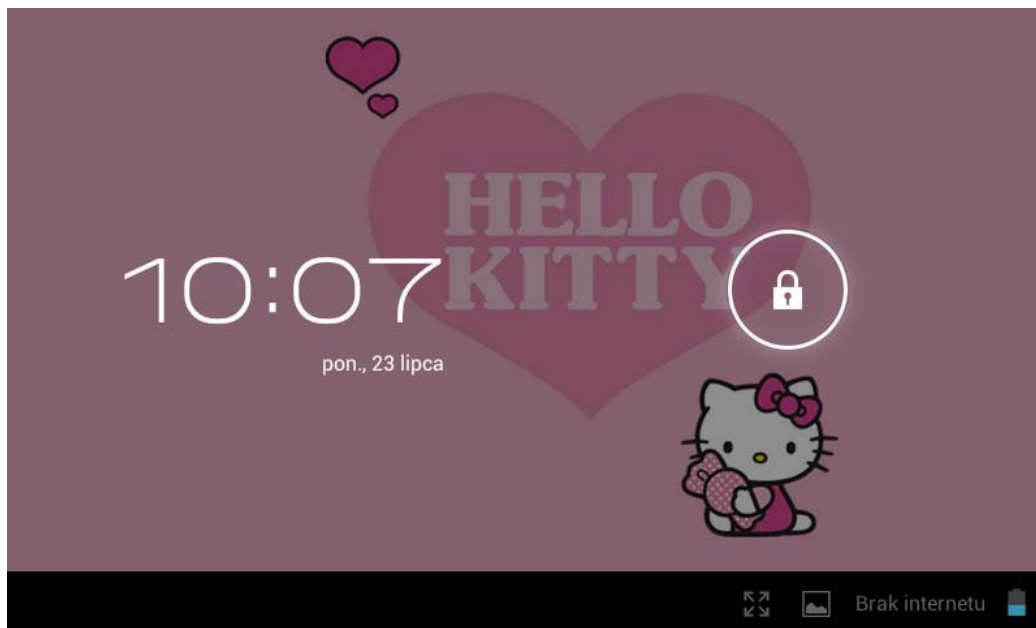 HELLO
KITTY
10:07
pon., 23 lipca
Brak internetu